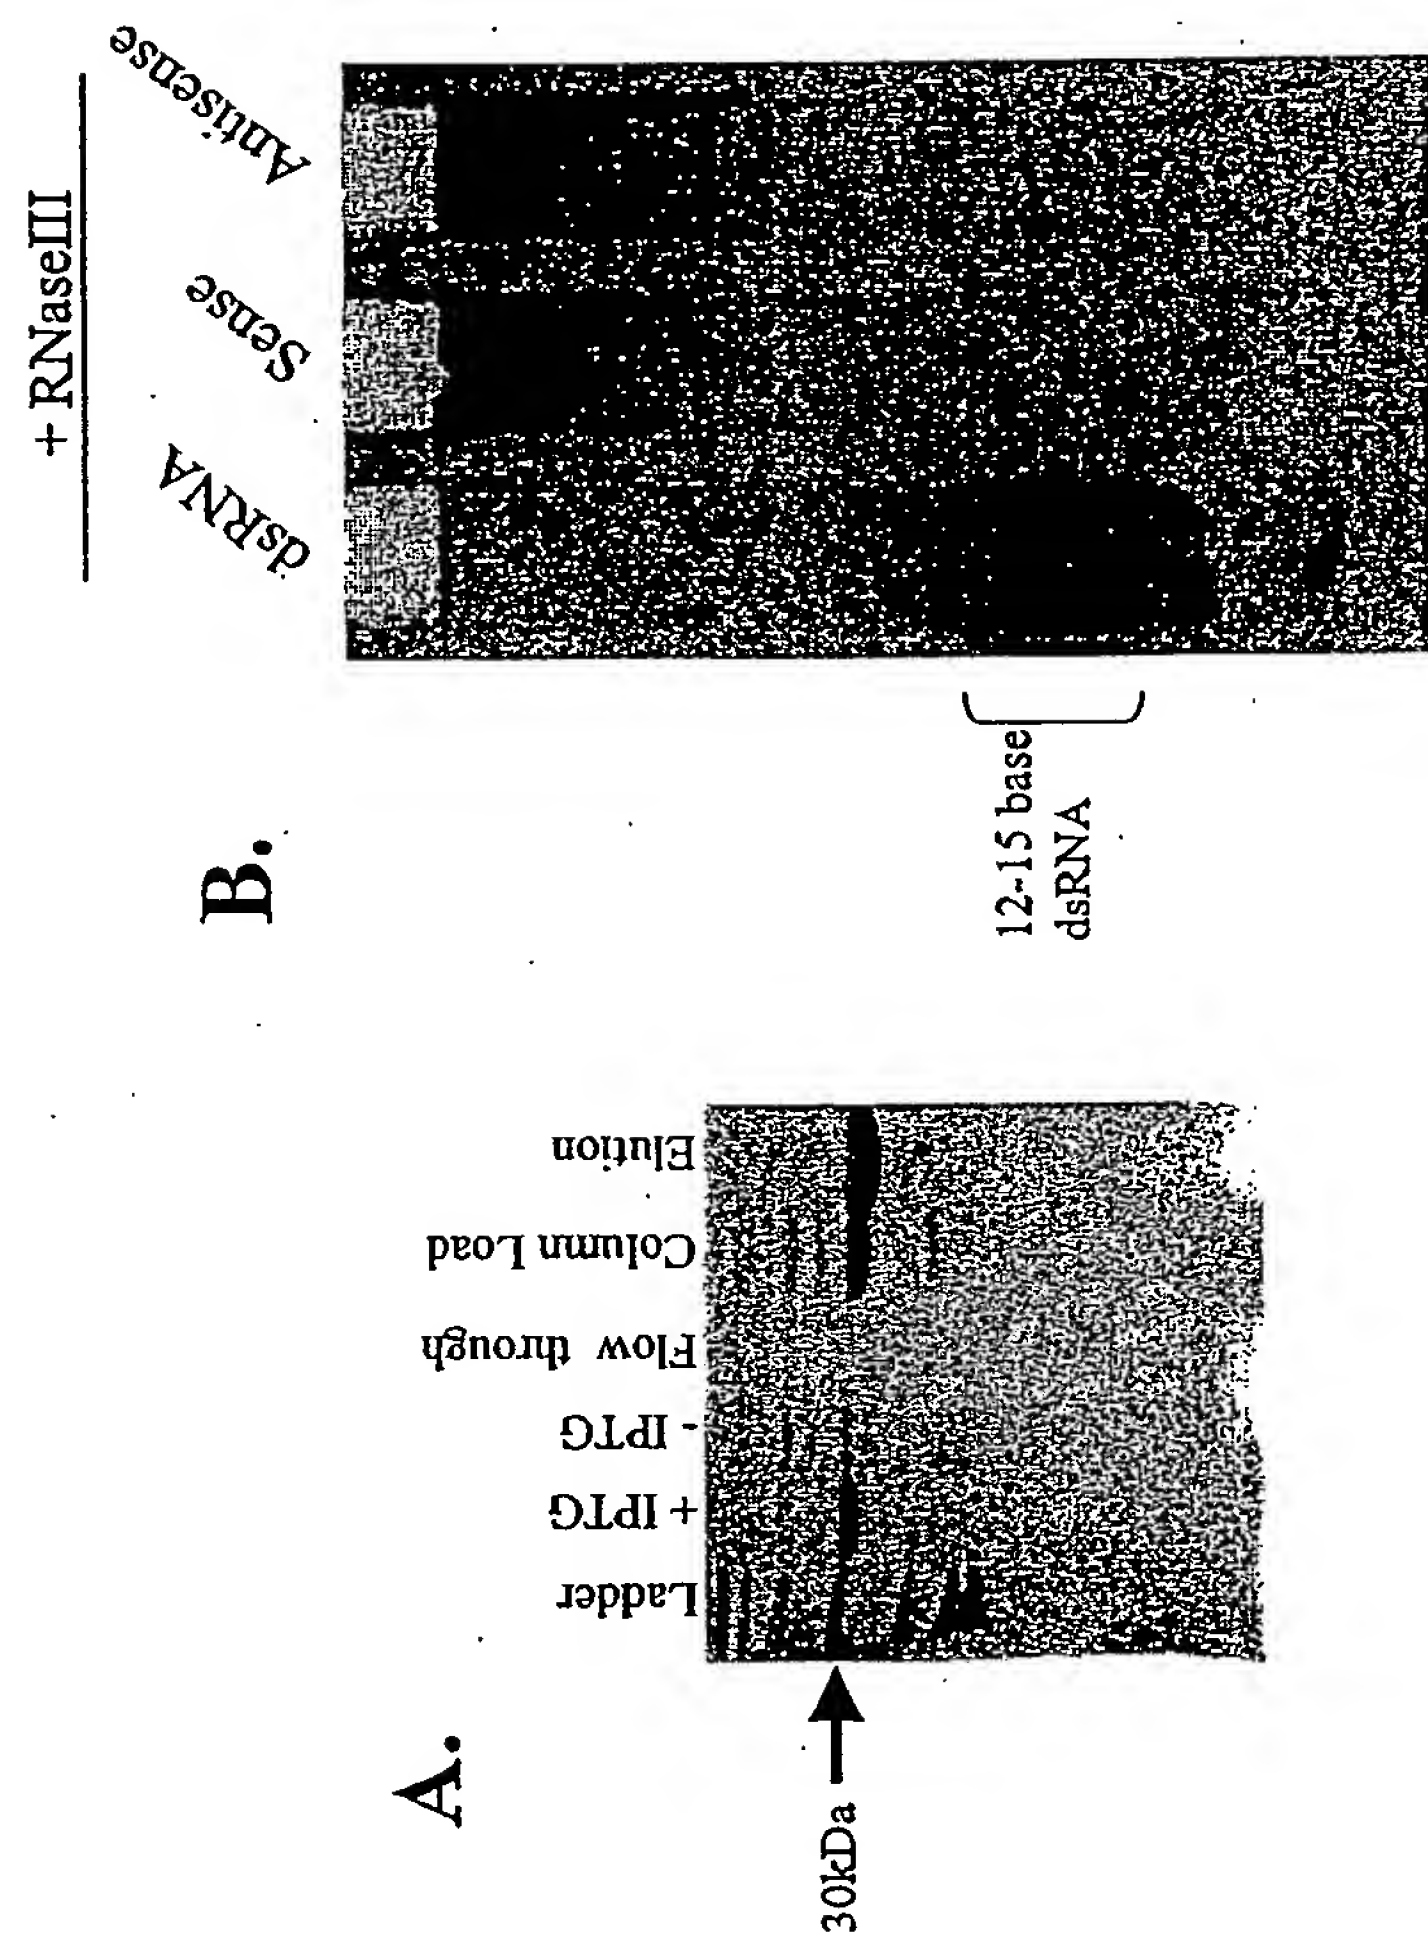 A.
Ladder
+ IPTG
- IPTG
Flow through
Column Load
Elution
30kDa
B.
+ RNaseIII
dsRNA
Sense
Antisense
12-15 base
dsRNA